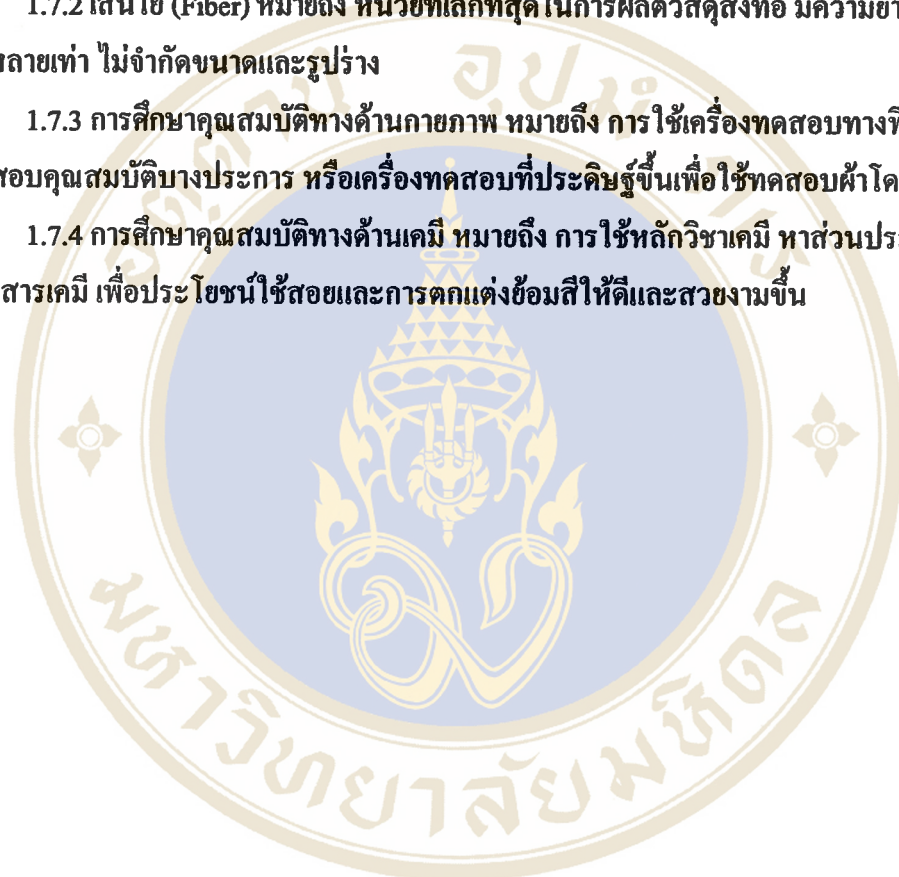 1.7.2 เส้นใย (Fiber) หมายถึง หน่วยที่เล็กที่สุดในการผลิตวัสดุสิ่งทอ มีความยา
หลายเท่า ไม่จำกัดขนาดและรูปร่าง
1.7.3 การศึกษาคุณสมบัติทางด้านกายภาพ หมายถึง การใช้เครื่องทดสอบทางฟิ
สอบคุณสมบัติบางประการ หรือเครื่องทดสอบที่ประดิษฐ์ขึ้นเพื่อใช้ทดสอบผ้าโด
1.7.4 การศึกษาคุณสมบัติทางด้านเคมี หมายถึง การใช้หลักวิชาเคมี หาส่วนประ
สารเคมี เพื่อประโยชน์ใช้สอยและการตกแต่งย้อมสีให้ดีและสวยงามขึ้น
อตฺตานํ อุปมํ กเร
มหาวิทยาลัยมหิดล